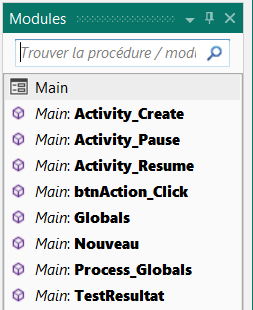 Modules
Trouver la procédure / modu
Main
Main: Activity_Create
Main: Activity_Pause
Main: Activity_Resume
Main: btnAction_Click
Main: Globals
Main: Nouveau
Main: Process_Globals
Main: TestResultat